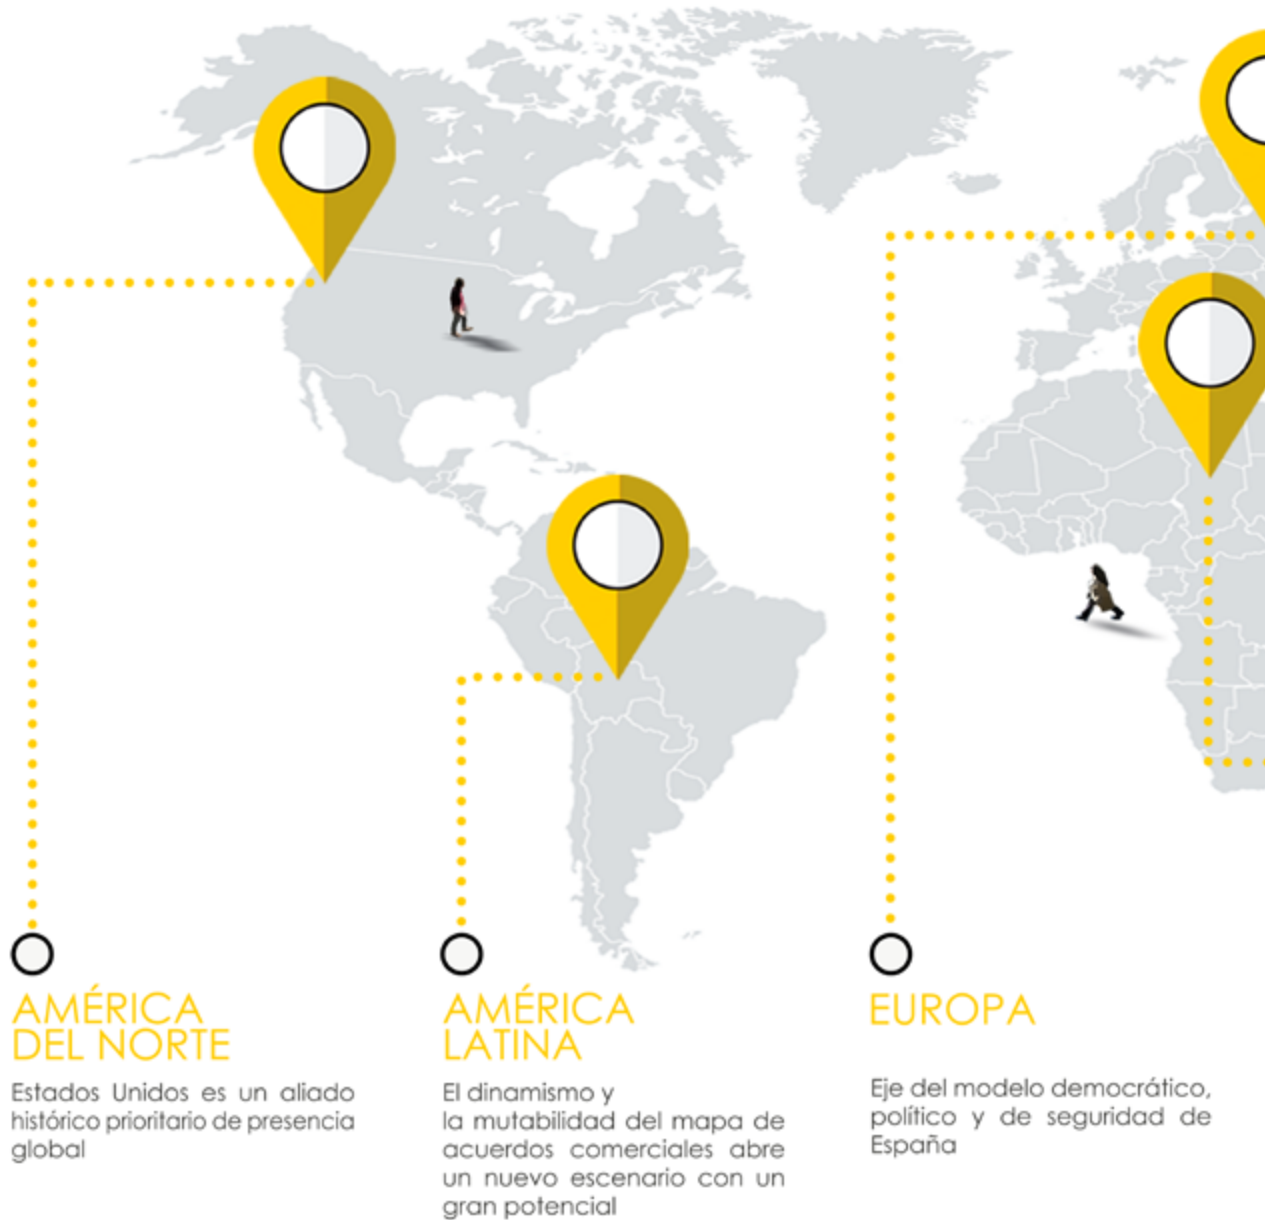 AMÉRICA
DEL NORTE
Estados Unidos es un aliado
histórico prioritario de presencia
global
AMÉRICA
LATINA
El dinamismo y
la mutabilidad del mapa de
acuerdos comerciales abre
un nuevo escenario con un
gran potencial
EUROPA
Eje del modelo democrático,
político y de seguridad de
España